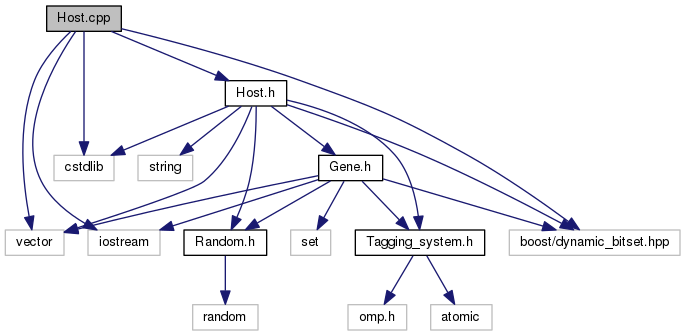 Host.cpp
Host.h
cstdlib
string
Gene.h
vector
iostream
Random.h
set
Tagging_system.h
boost/dynamic_bitset.hpp
random
omp.h
atomic